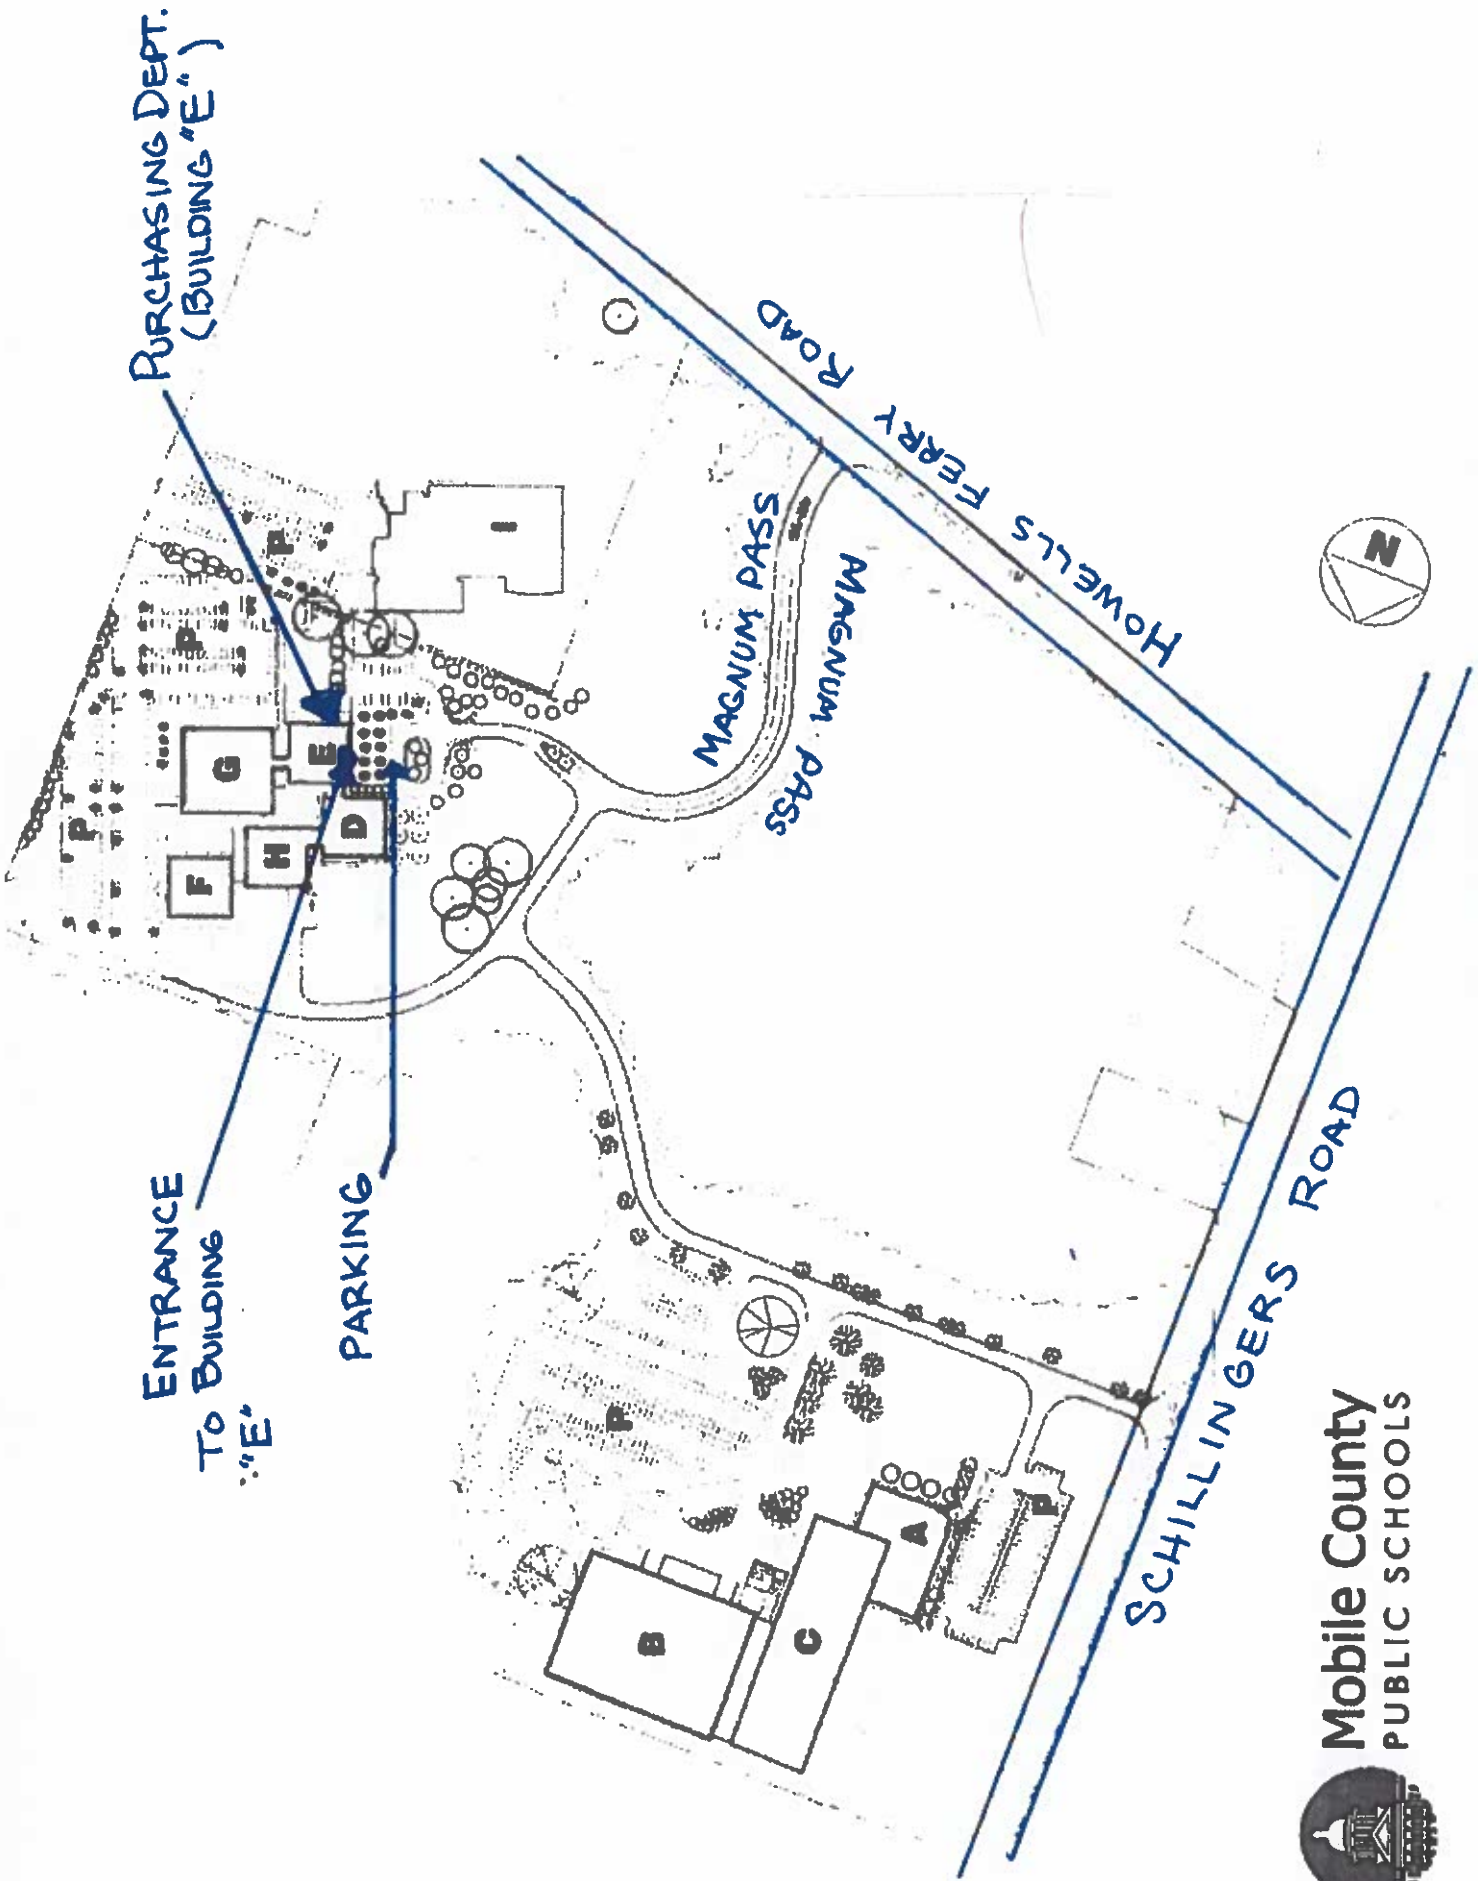 PURCHASING DEPT.
(BUILDING "E")
ENTRANCE
TO BUILDING
"E"
PARKING
P
P
P
G
E
F
H
D
I
MAGNUM PASS
MAGNUM PASS
HOWELLS FERRY ROAD
N
P
B
C
A
P
SCHILLINGERS ROAD
Mobile County
PUBLIC SCHOOLS